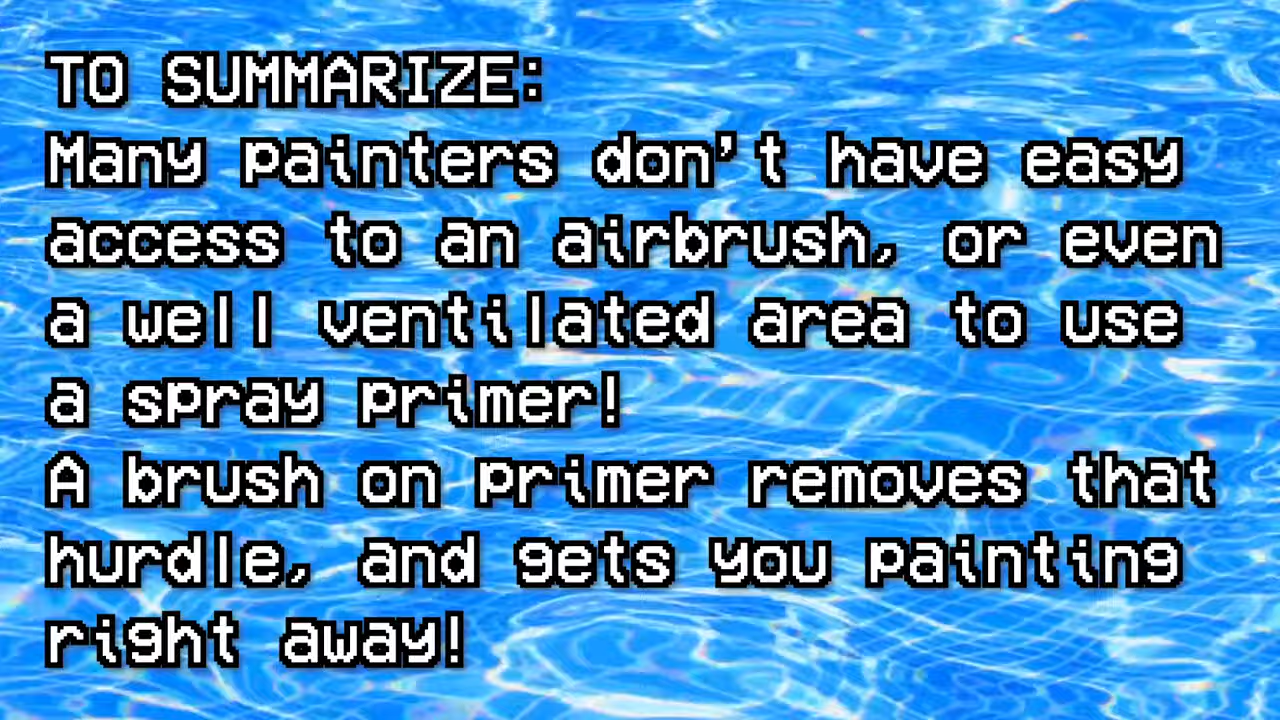 TO SUMMARIZE:
Many painters don't have easy
access to an airbrush, or even
a well ventilated area to use
a spray primer!
A brush on primer removes that
hurdle, and gets you painting
right away!